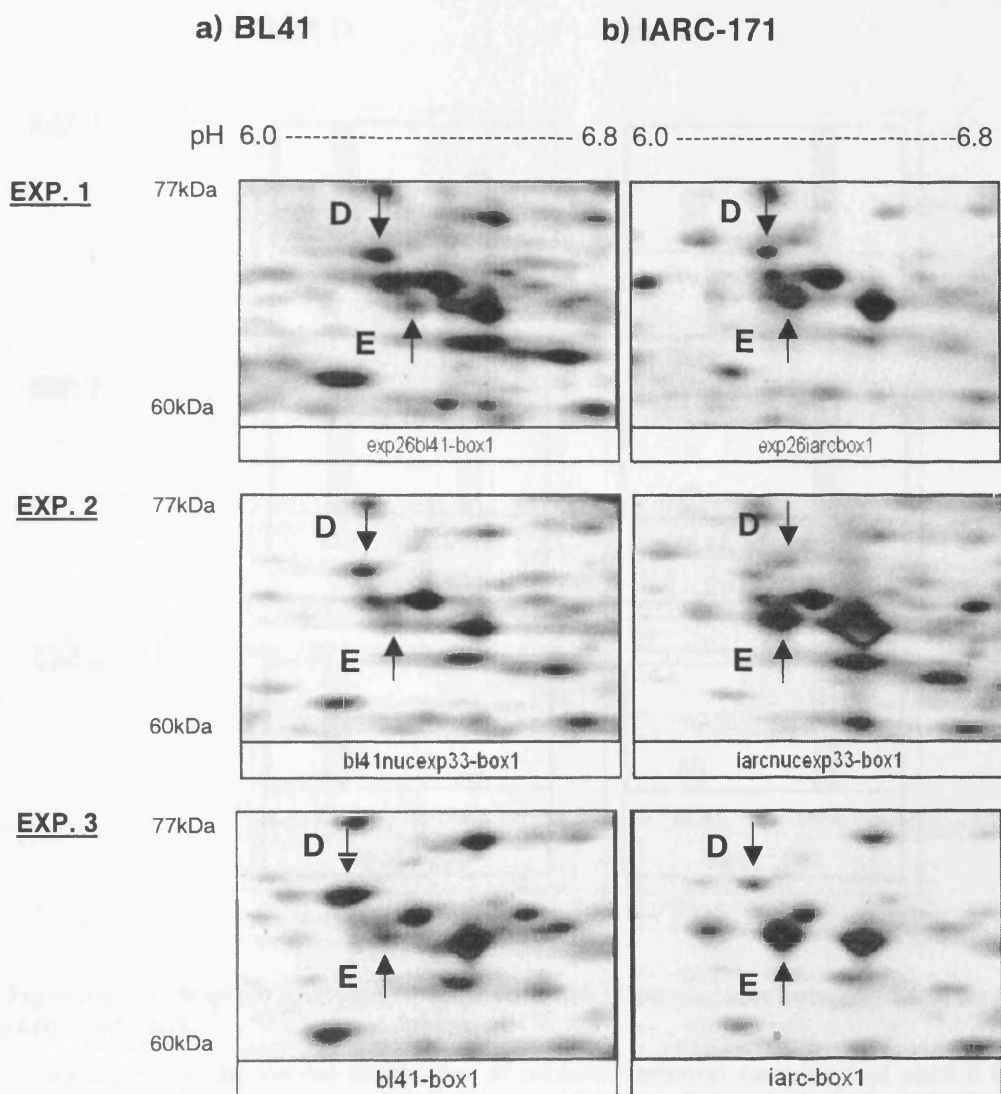 a) BL41 b) IARC-171
pH 6.0 ---------------------------- 6.8 6.0 ---------------------------- 6.8
EXP. 1
77kDa
D
D
E
E
60kDa
exp26bl41-box1 exp26iarcbox1
EXP. 2
77kDa
D
D
E
E
60kDa
bl41nucexp33-box1 iarcnucexp33-box1
EXP. 3
77kDa
D
D
E
E
60kDa
bl41-box1 iarc-box1